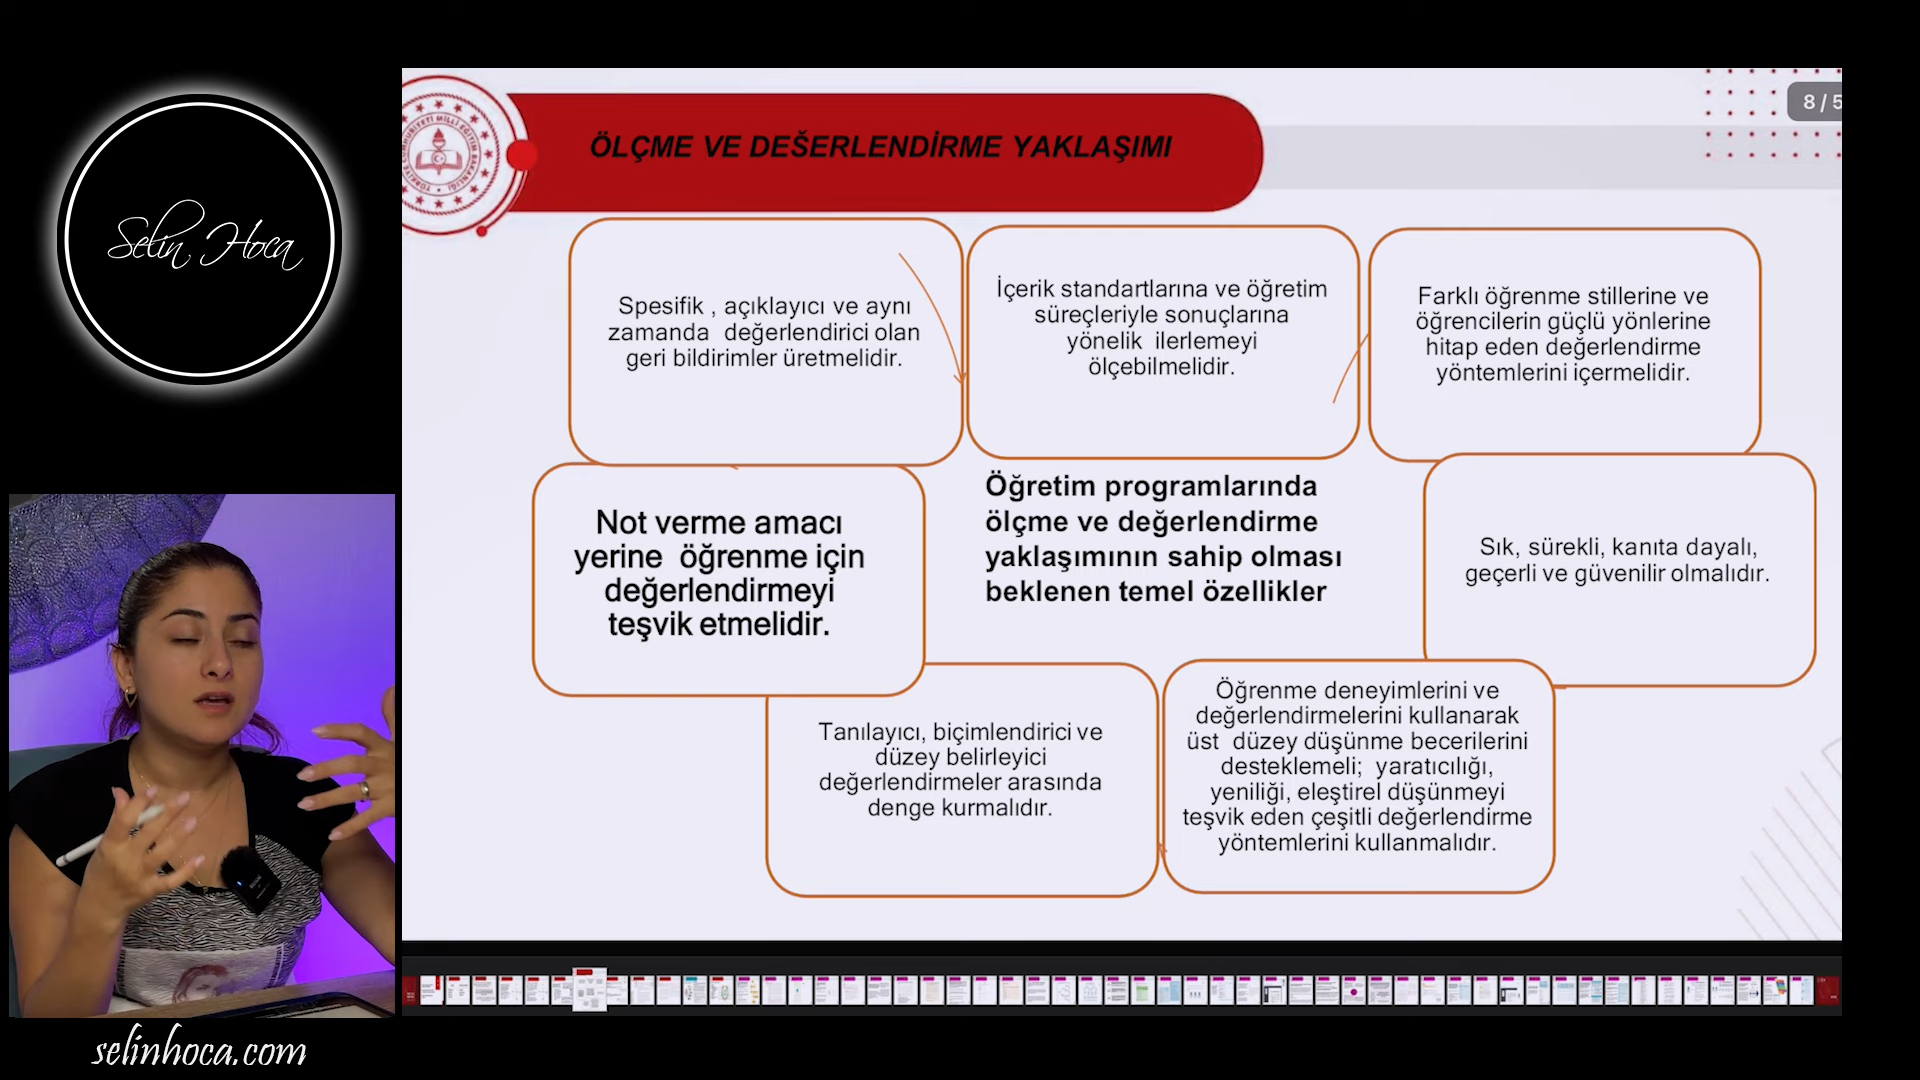 Selin Hoca
8 / 5
ÖLÇME VE DEŠERLENDİRME YAKLAŞIMI
Spesifik , açıklayıcı ve aynı
zamanda değerlendirici olan
geri bildirimler üretmelidir.
İçerik standartlarına ve öğretim
süreçleriyle sonuçlarına
yönelik ilerlemeyi
ölçebilmelidir.
Farklı öğrenme stillerine ve
öğrencilerin güçlü yönlerine
hitap eden değerlendirme
yöntemlerini içermelidir.
Not verme amacı
yerine öğrenme için
değerlendirmeyi
teşvik etmelidir.
Öğretim programlarında
ölçme ve değerlendirme
yaklaşımının sahip olması
beklenen temel özellikler
Sık, sürekli, kanıta dayalı,
geçerli ve güvenilir olmalıdır.
Tanılayıcı, biçimlendirici ve
düzey belirleyici
değerlendirmeler arasında
denge kurmalıdır.
Öğrenme deneyimlerini ve
değerlendirmelerini kullanarak
üst düzey düşünme becerilerini
desteklemeli; yaratıcılığı,
yeniliği, eleştirel düşünmeyi
teşvik eden çeşitli değerlendirme
yöntemlerini kullanmalıdır.
selinhoca.com